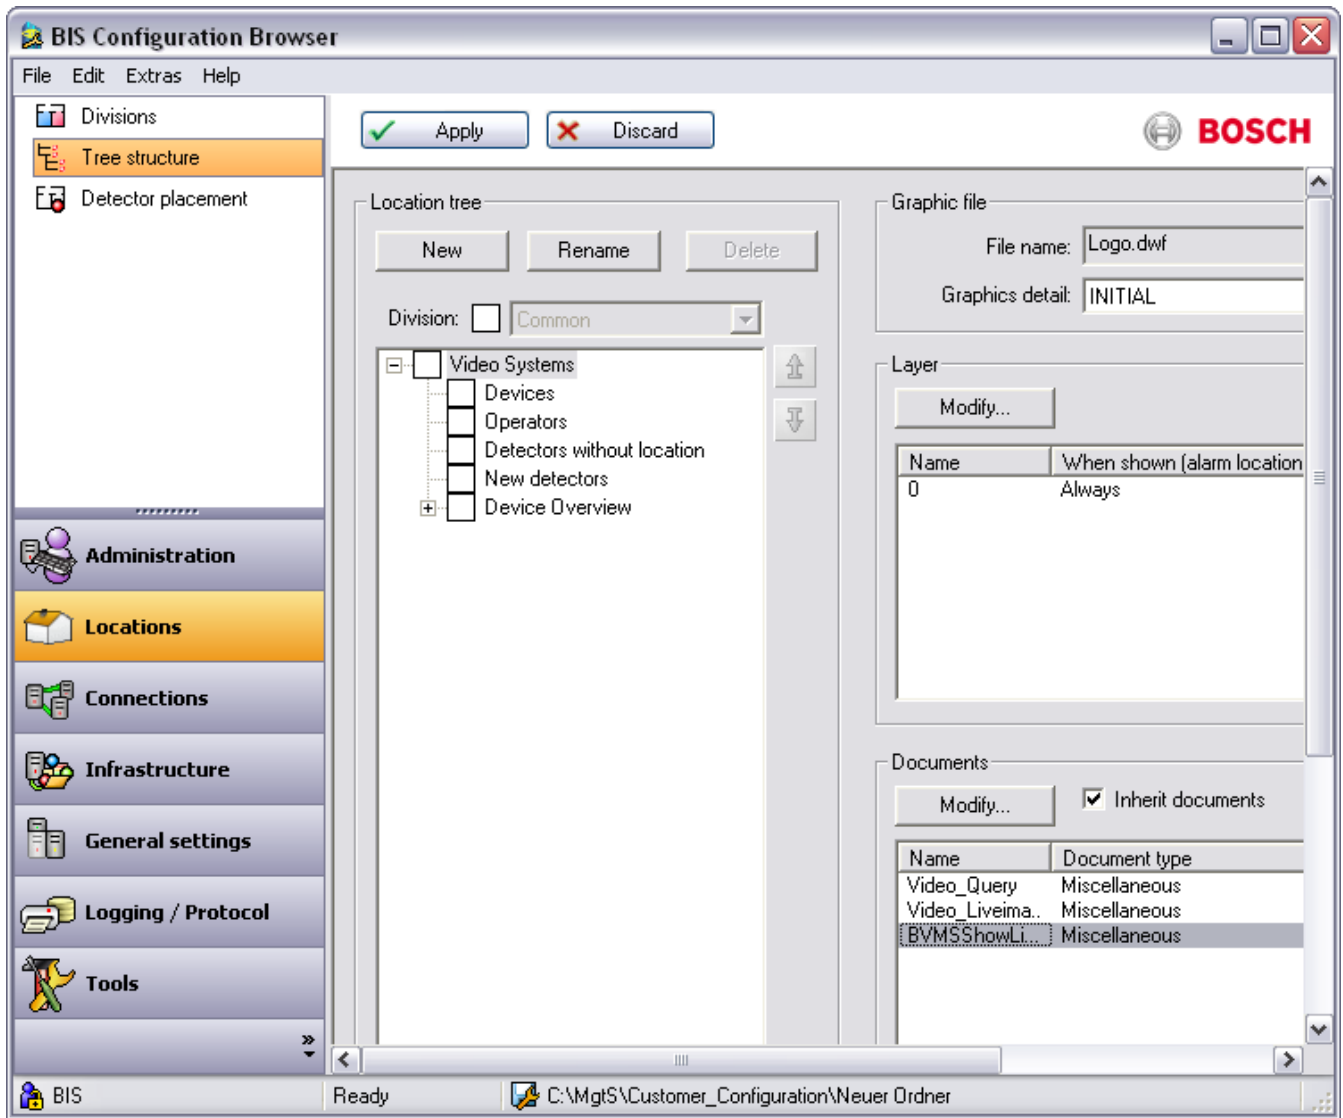 BIS Configuration Browser
File Edit Extras Help
Divisions
Tree structure
Detector placement
Administration
Locations
Connections
Infrastructure
General settings
Logging / Protocol
Tools
»
Apply Discard
BOSCH
Location tree
New Rename Delete
Division: Common
Video Systems
Devices
Operators
Detectors without location
New detectors
Device Overview
Graphic file
File name: Logo.dwf
Graphics detail: INITIAL
Layer
Modify...
Name When shown (alarm location
0 Always
Documents
Modify... Inherit documents
Name Document type
Video_Query Miscellaneous
Video_Liveima.. Miscellaneous
BVMSShowLi... Miscellaneous
BIS Ready C:\MgtS\Customer_Configuration\Neuer Ordner